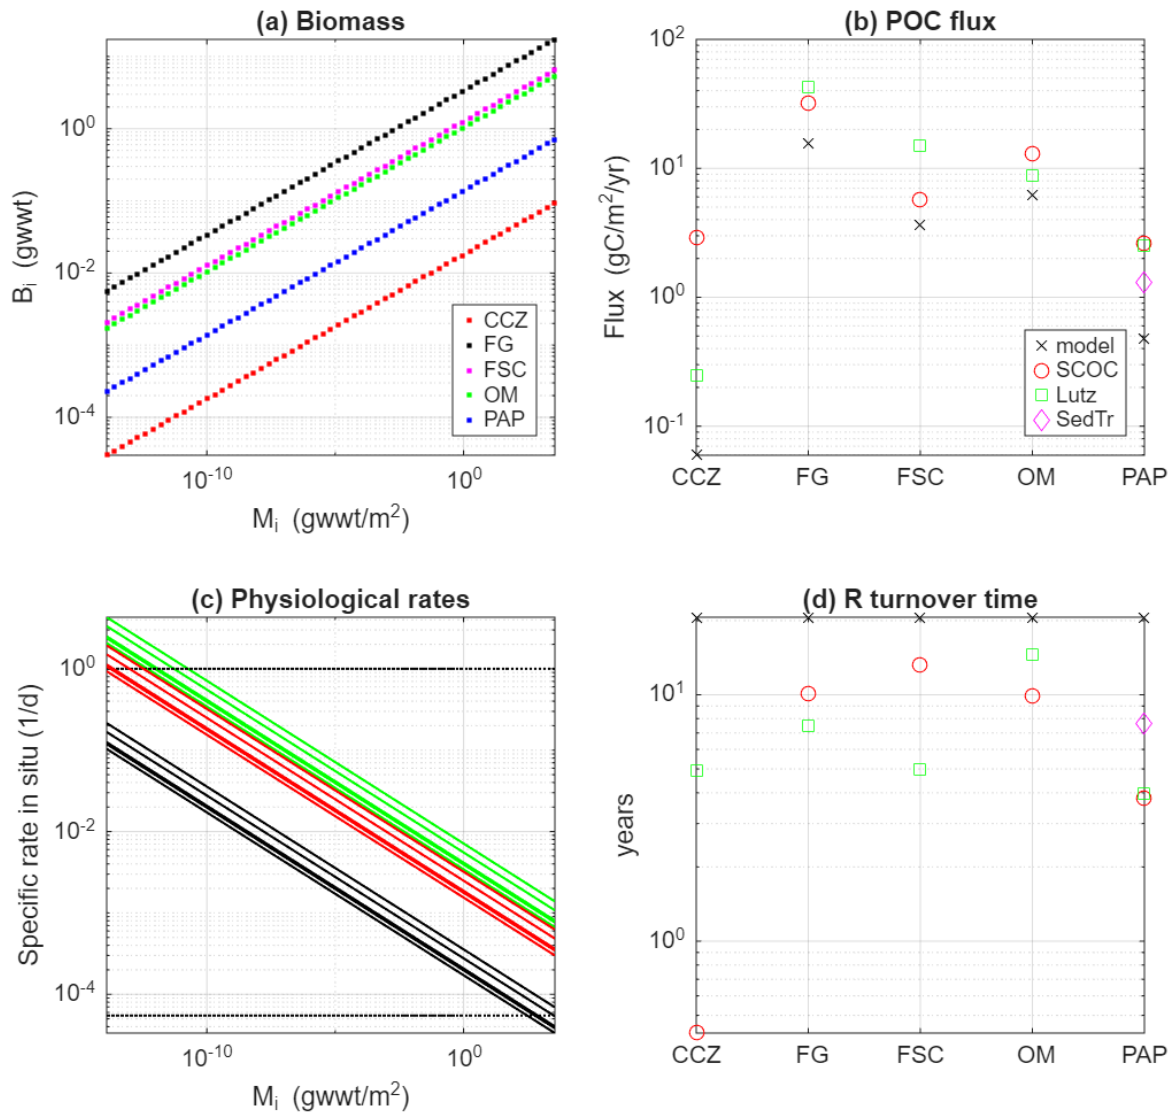 (a) Biomass
B_i (gwwt)
10^0
10^-2
10^-4
CCZ
FG
FSC
OM
PAP
10^-10
10^0
M_i (gwwt/m^2)
(b) POC flux
Flux (gC/m^2/yr)
10^2
10^1
10^0
10^-1
model
SCOC
Lutz
SedTr
CCZ
FG
FSC
OM
PAP
(c) Physiological rates
Specific rate in situ (1/d)
10^0
10^-2
10^-4
10^-10
10^0
M_i (gwwt/m^2)
(d) R turnover time
years
10^1
10^0
CCZ
FG
FSC
OM
PAP